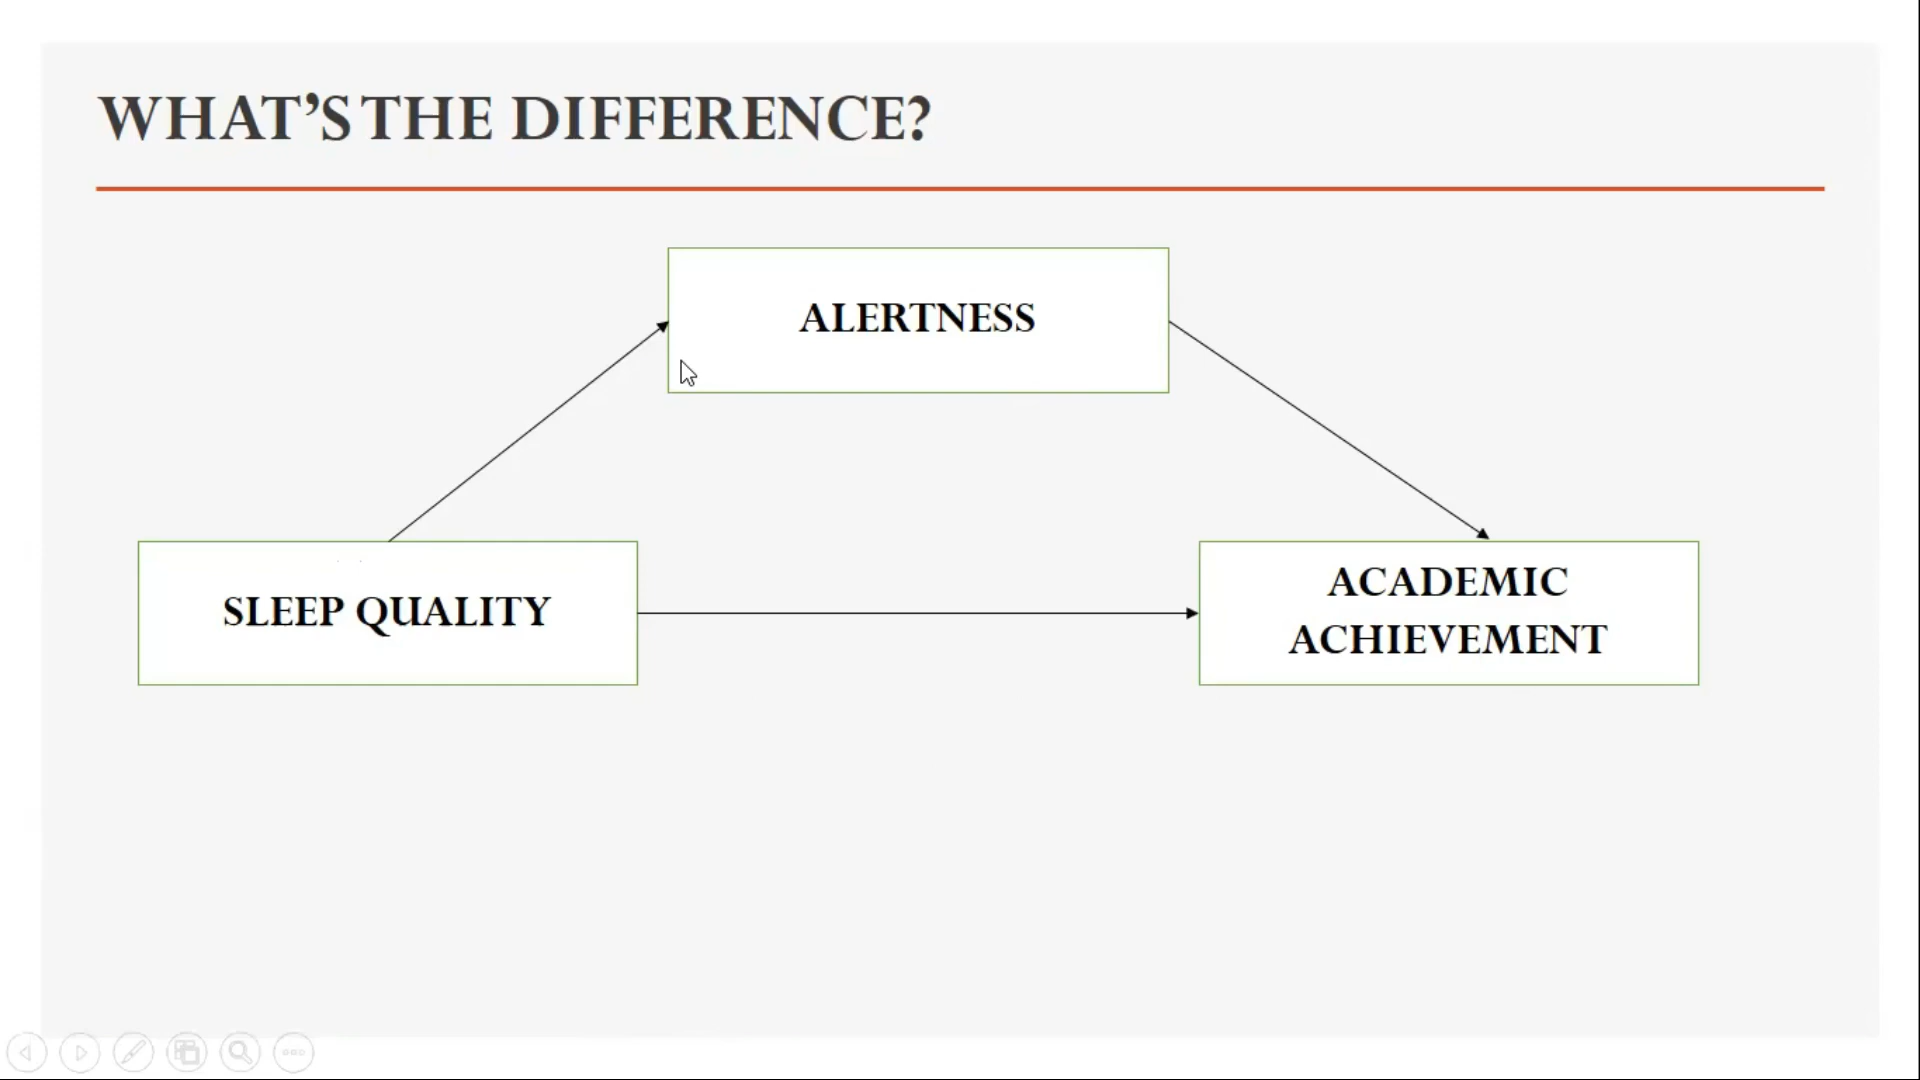 WHAT'S THE DIFFERENCE?
ALERTNESS
SLEEP QUALITY
ACADEMIC
ACHIEVEMENT